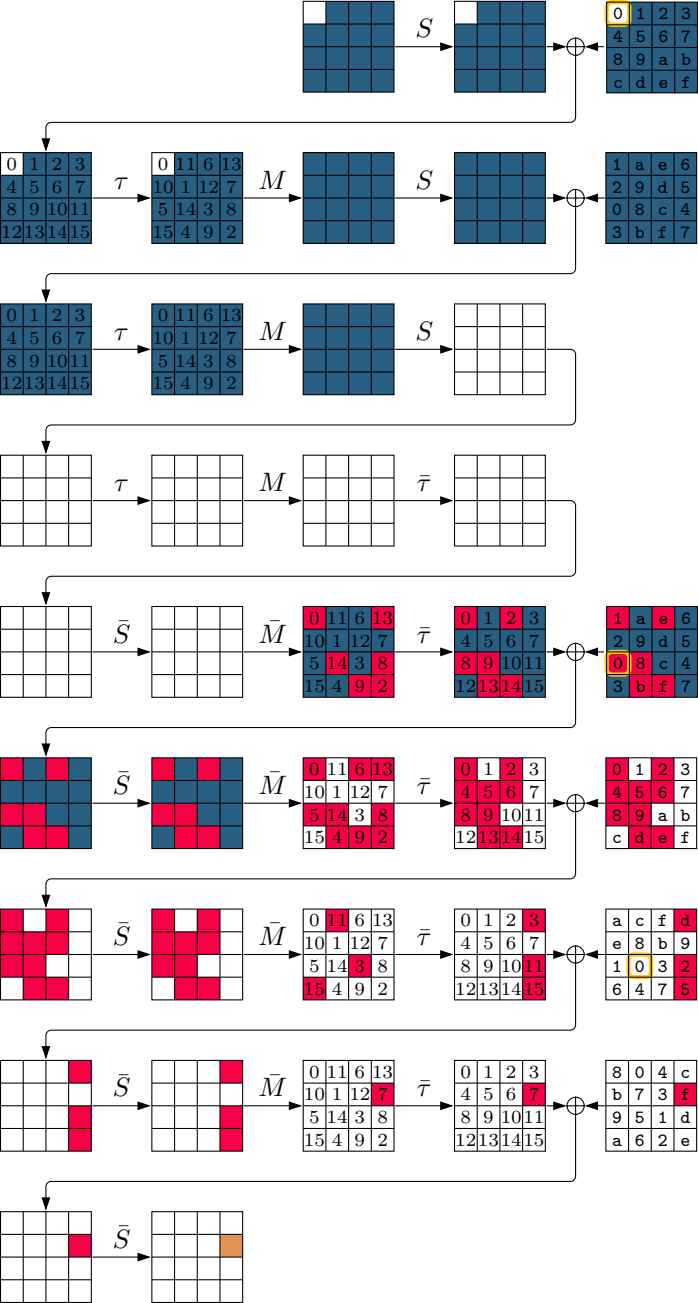 S
0 1 2 3
4 5 6 7
8 9 a b
c d e f
0 1 2 3 τ 0 11 6 13 M S 1 a e 6
4 5 6 7 10 1 12 7 2 9 d 5
8 9 10 11 5 14 3 8 0 8 c 4
12 13 14 15 15 4 9 2 3 b f 7
0 1 2 3 τ 0 11 6 13 M S
4 5 6 7 10 1 12 7
8 9 10 11 5 14 3 8
12 13 14 15 15 4 9 2
τ M τ̄
S̄ M̄ 0 11 6 13 τ̄ 0 1 2 3 1 a e 6
10 1 12 7 4 5 6 7 2 9 d 5
5 14 3 8 8 9 10 11 0 8 c 4
15 4 9 2 12 13 14 15 3 b f 7
S̄ M̄ 0 11 6 13 τ̄ 0 1 2 3 0 1 2 3
10 1 12 7 4 5 6 7 4 5 6 7
5 14 3 8 8 9 10 11 8 9 a b
15 4 9 2 12 13 14 15 c d e f
S̄ M̄ 0 11 6 13 τ̄ 0 1 2 3 a c f d
10 1 12 7 4 5 6 7 e 8 b 9
5 14 3 8 8 9 10 11 1 0 3 2
15 4 9 2 12 13 14 15 6 4 7 5
S̄ M̄ 0 11 6 13 τ̄ 0 1 2 3 8 0 4 c
10 1 12 7 4 5 6 7 b 7 3 f
5 14 3 8 8 9 10 11 9 5 1 d
15 4 9 2 12 13 14 15 a 6 2 e
S̄